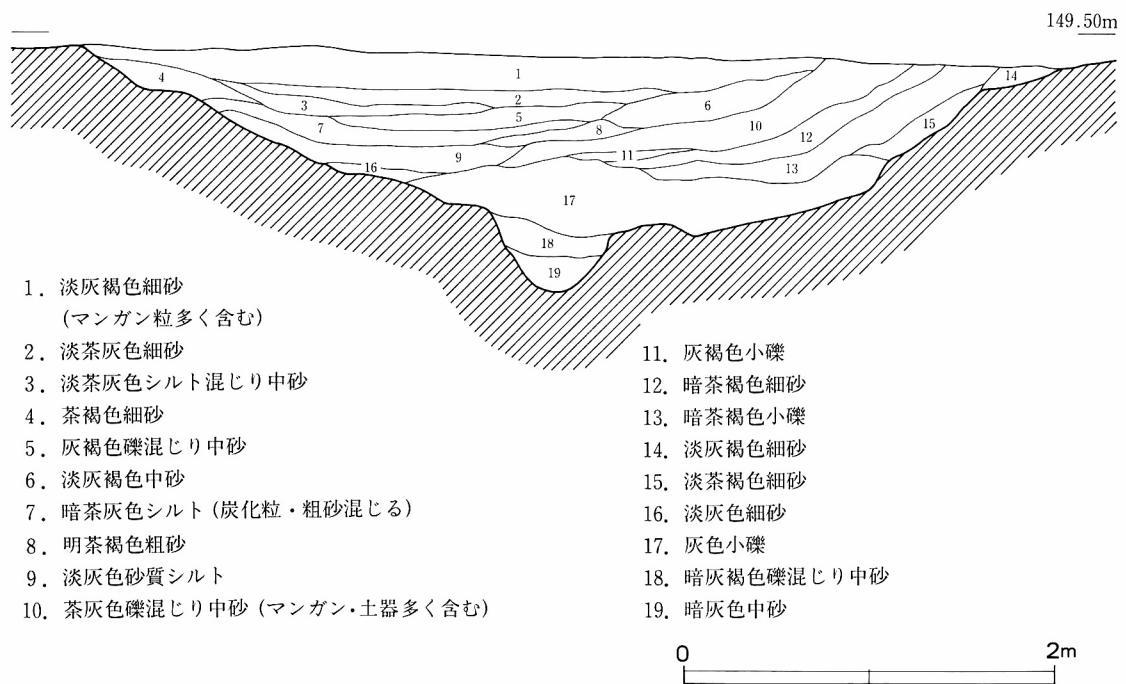 149.50m
1
2
3
4
5
6
7
8
9
10
11
12
13
14
15
16
17
18
19
1. 淡灰褐色細砂
(マンガン粒多く含む)
2. 淡茶灰色細砂
3. 淡茶灰色シルト混じり中砂
4. 茶褐色細砂
5. 灰褐色礫混じり中砂
6. 淡灰褐色中砂
7. 暗茶灰色シルト(炭化粒・粗砂混じる)
8. 明茶褐色粗砂
9. 淡灰色砂質シルト
10. 茶灰色礫混じり中砂(マンガン・土器多く含む)
11. 灰褐色小礫
12. 暗茶褐色細砂
13. 暗茶褐色小礫
14. 淡灰褐色細砂
15. 淡茶褐色細砂
16. 淡灰色細砂
17. 灰色小礫
18. 暗灰褐色礫混じり中砂
19. 暗灰色中砂
0 2m